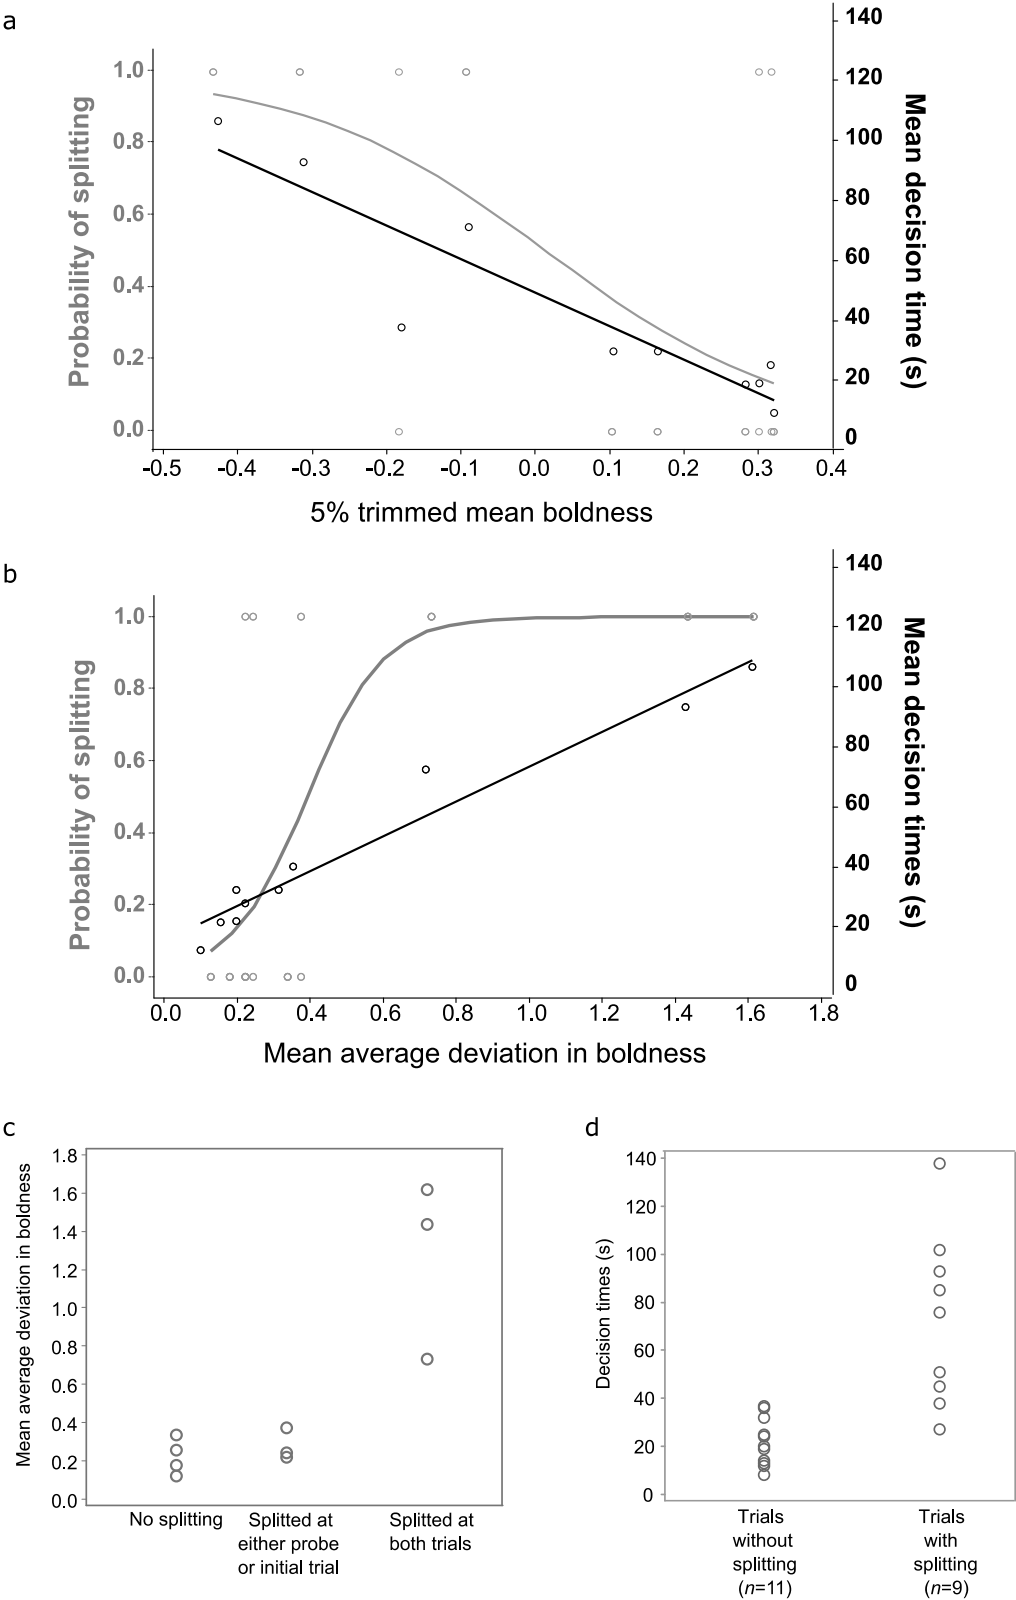 a
140
1.0
120
0.8
100
0.6
80
60
0.4
40
0.2
20
0.0
0
Probability of splitting
Mean decision time (s)
-0.5 -0.4 -0.3 -0.2 -0.1 0.0 0.1 0.2 0.3 0.4
5% trimmed mean boldness
b
140
1.0
120
0.8
100
80
0.6
60
0.4
40
0.2
20
0.0
0
Probability of splitting
Mean decision times (s)
0.0 0.2 0.4 0.6 0.8 1.0 1.2 1.4 1.6 1.8
Mean average deviation in boldness
c
1.8
1.6
1.4
1.2
1.0
0.8
0.6
0.4
0.2
0.0
Mean average deviation in boldness
No splitting
Splitted at
either probe
or initial trial
Splitted at
both trials
d
140
120
100
80
60
40
20
0
Decision times (s)
Trials
without
splitting
(n=11)
Trials
with
splitting
(n=9)